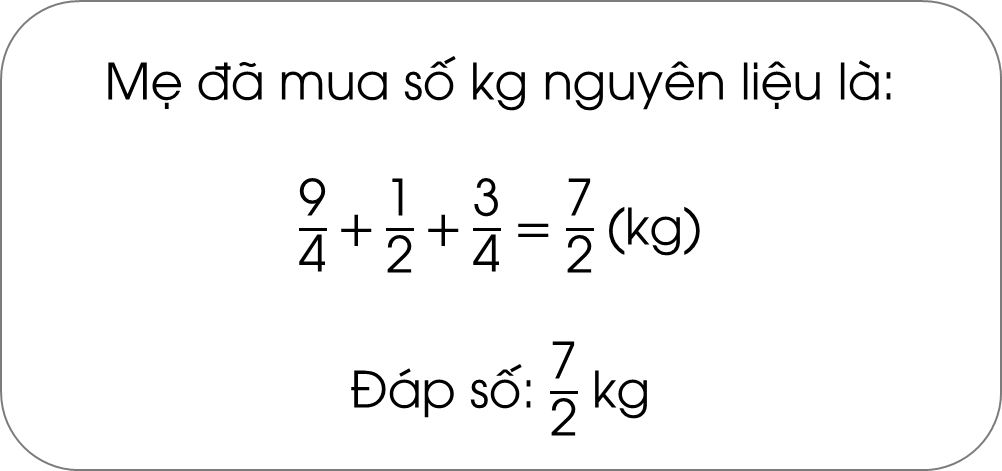 Mẹ đã mua số kg nguyên liệu là:
9/4 + 1/2 + 3/4 = 7/2 (kg)
Đáp số: 7/2 kg